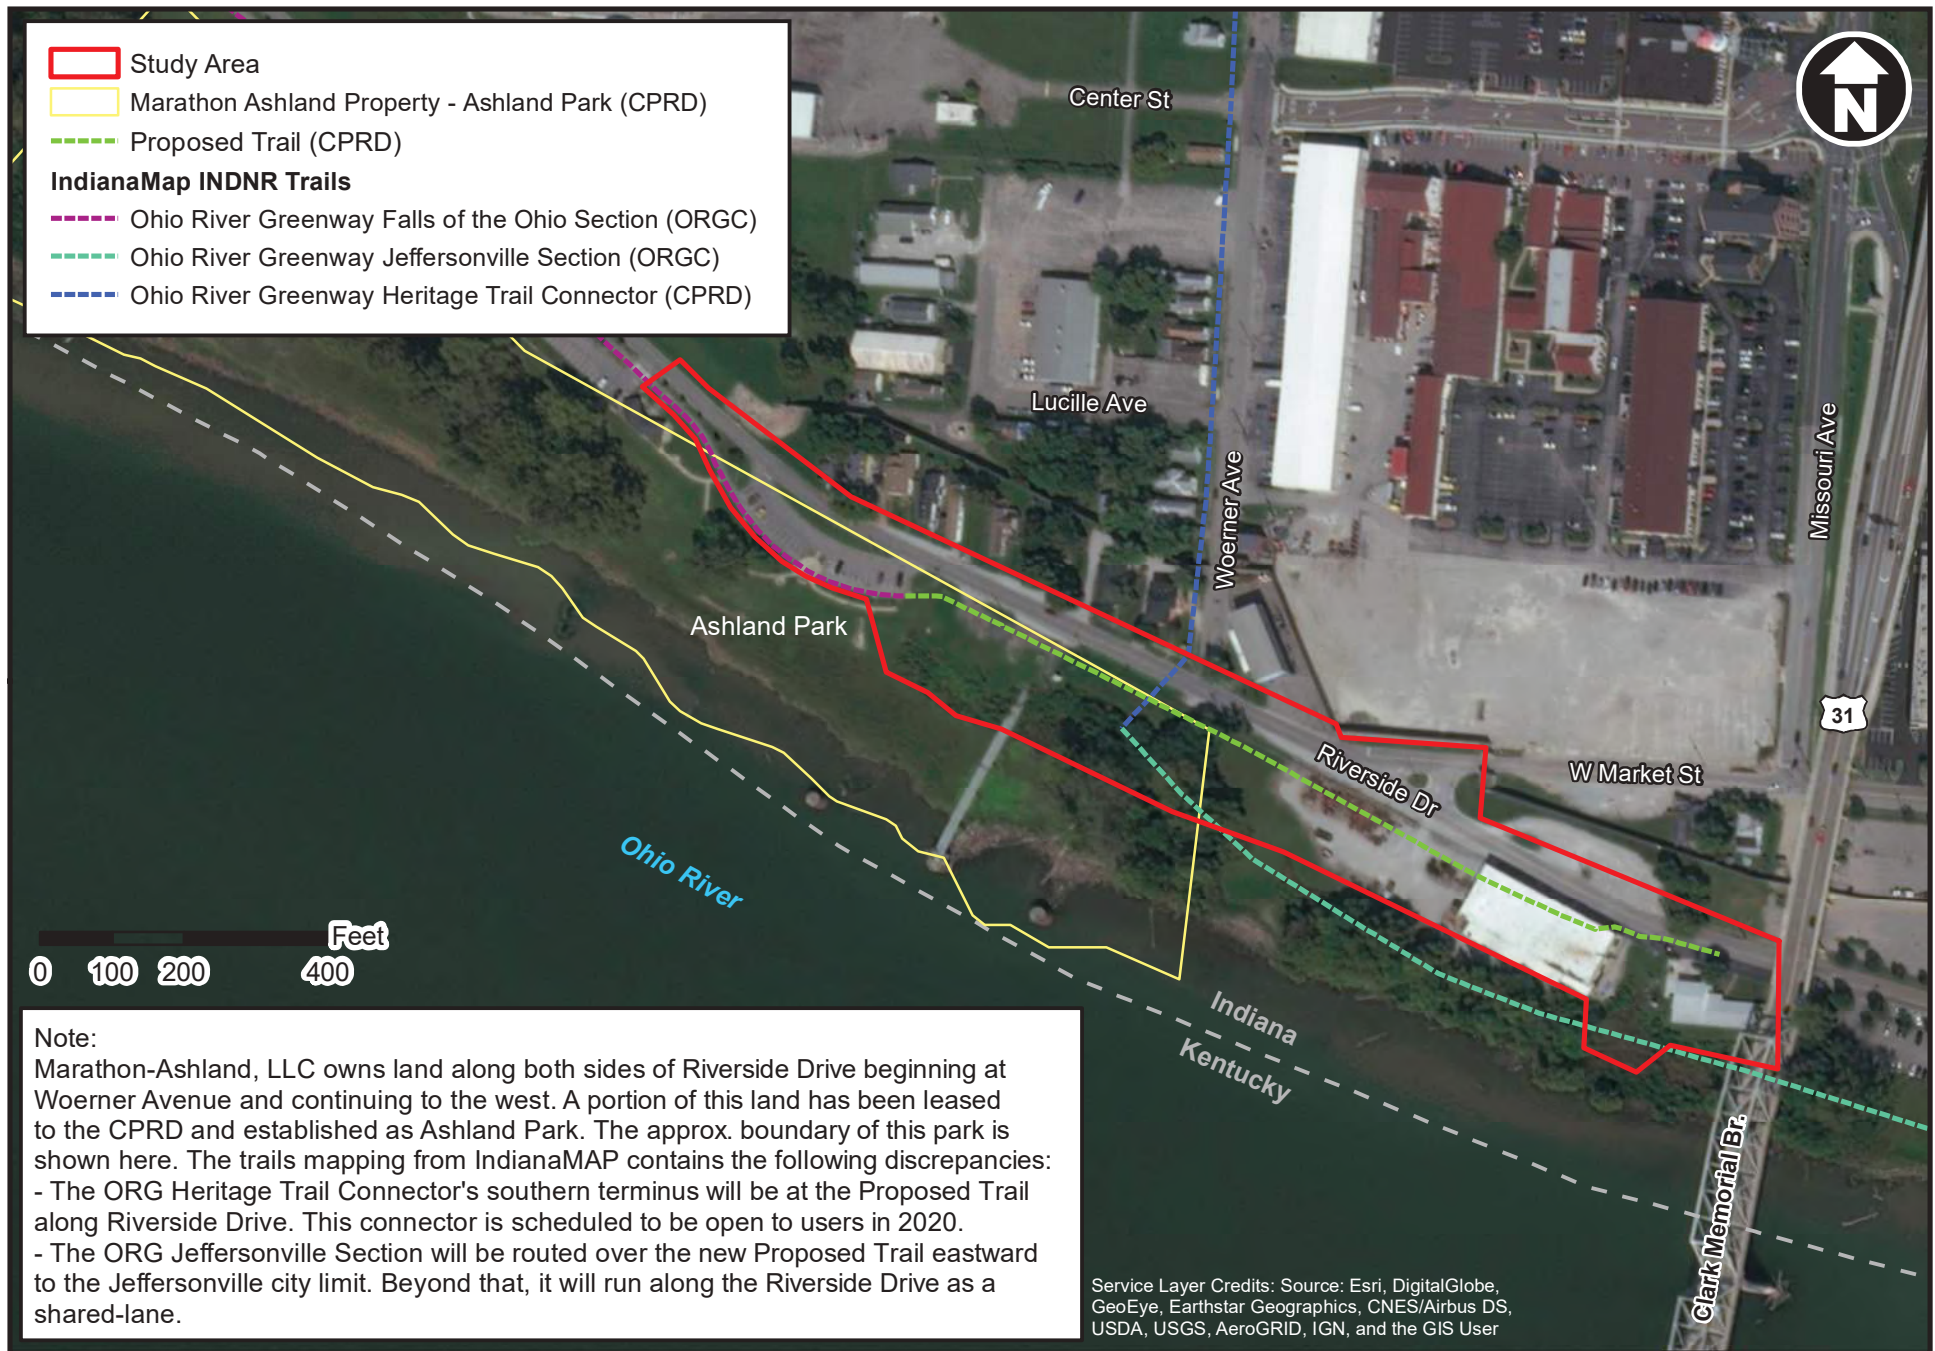 Study Area
Marathon Ashland Property - Ashland Park (CPRD)
Proposed Trail (CPRD)
IndianaMap INDNR Trails
Ohio River Greenway Falls of the Ohio Section (ORGC)
Ohio River Greenway Jeffersonville Section (ORGC)
Ohio River Greenway Heritage Trail Connector (CPRD)
N
Center St
Lucille Ave
Woerner Ave
Missouri Ave
Ashland Park
31
Riverside Dr
W Market St
Ohio River
Feet
0 100 200 400
Indiana
Kentucky
Clark Memorial Br.
Note:
Marathon-Ashland, LLC owns land along both sides of Riverside Drive beginning at
Woerner Avenue and continuing to the west. A portion of this land has been leased
to the CPRD and established as Ashland Park. The approx. boundary of this park is
shown here. The trails mapping from IndianaMAP contains the following discrepancies:
- The ORG Heritage Trail Connector's southern terminus will be at the Proposed Trail
along Riverside Drive. This connector is scheduled to be open to users in 2020.
- The ORG Jeffersonville Section will be routed over the new Proposed Trail eastward
to the Jeffersonville city limit. Beyond that, it will run along the Riverside Drive as a
shared-lane.
Service Layer Credits: Source: Esri, DigitalGlobe,
GeoEye, Earthstar Geographics, CNES/Airbus DS,
USDA, USGS, AeroGRID, IGN, and the GIS User